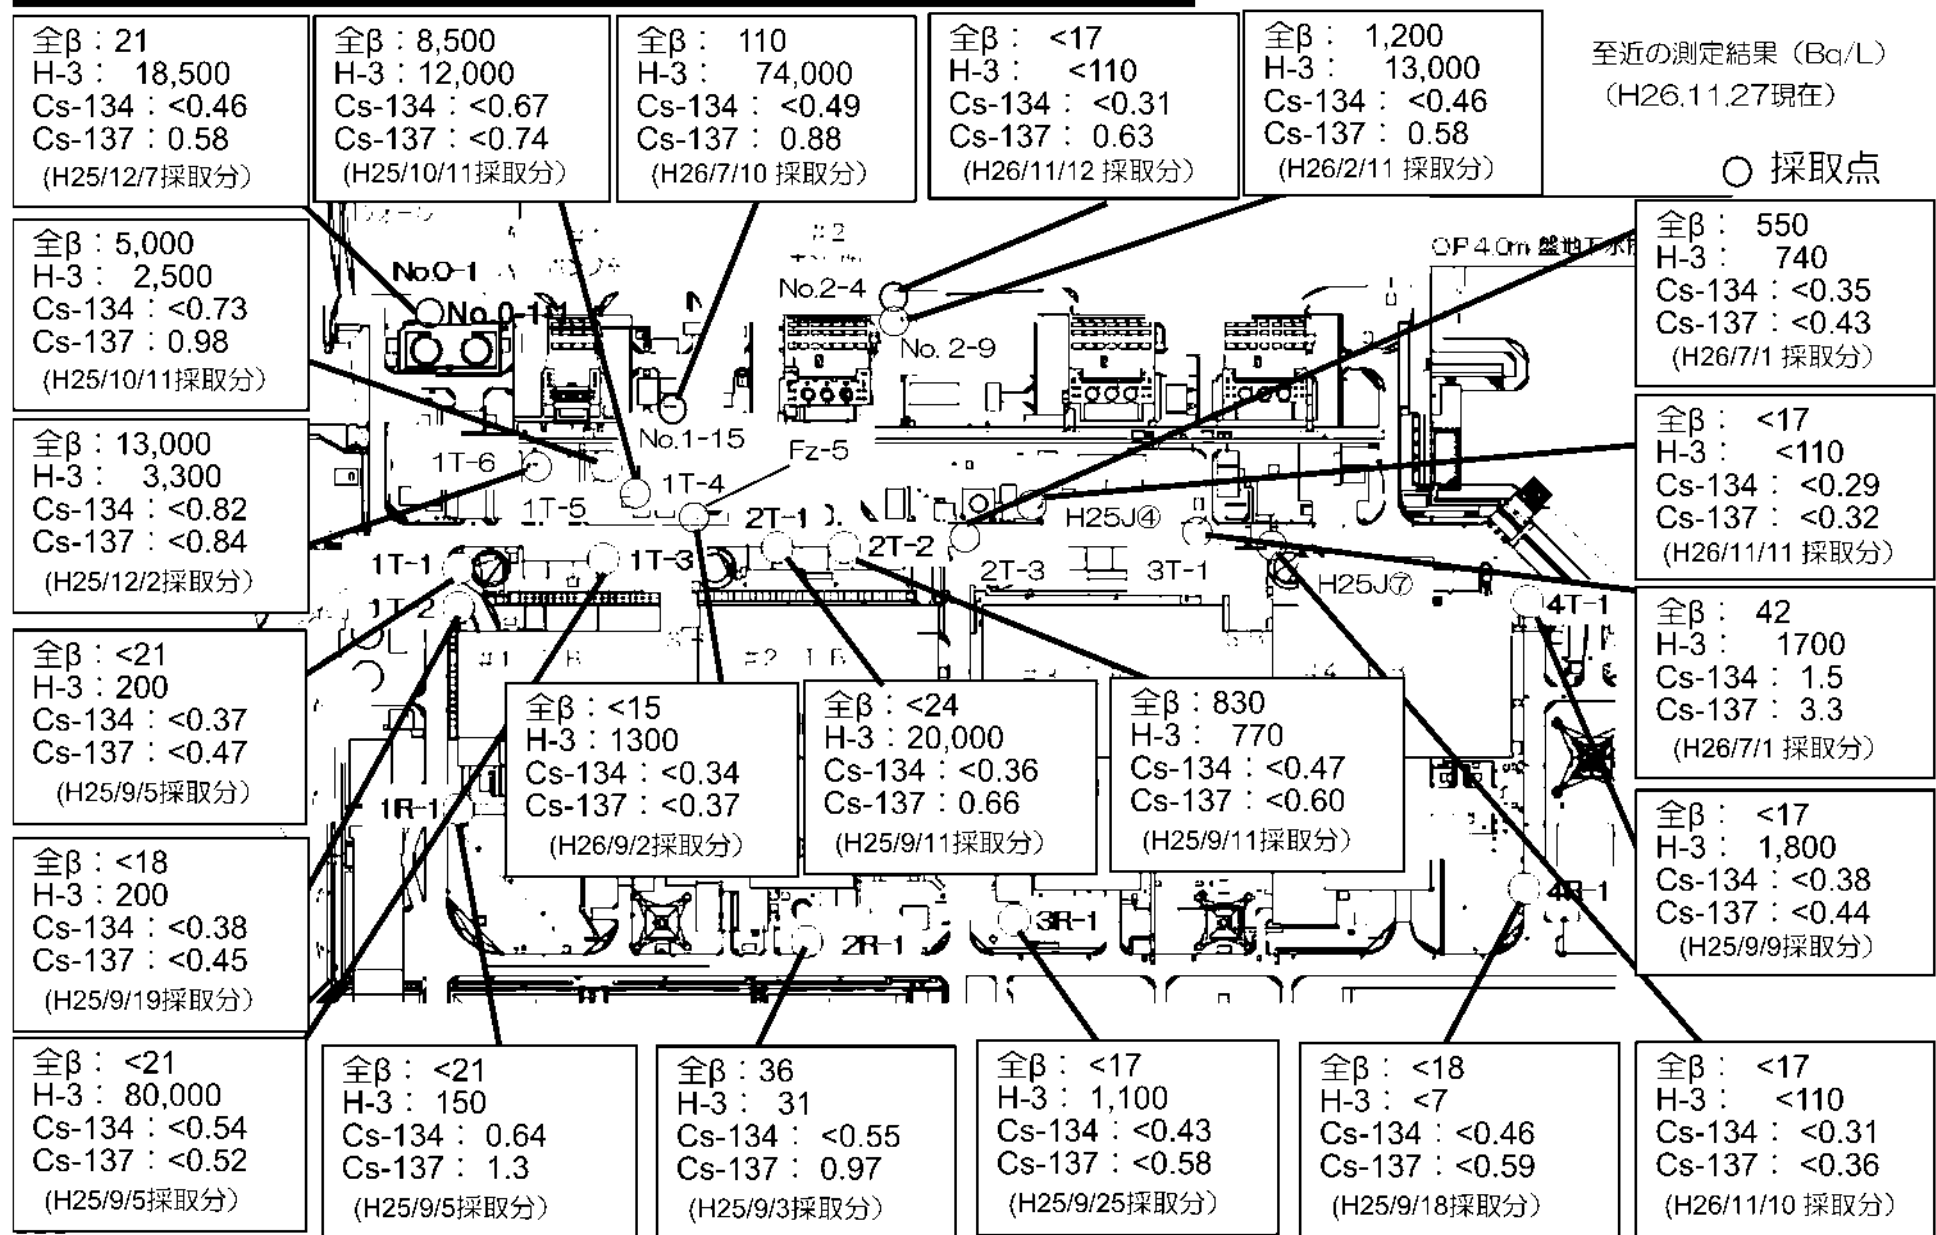 全β：21
H-3： 18,500
Cs-134：<0.46
Cs-137：0.58
(H25/12/7採取分)
全β：8,500
H-3：12,000
Cs-134：<0.67
Cs-137：<0.74
(H25/10/11採取分)
全β： 110
H-3： 74,000
Cs-134：<0.49
Cs-137：0.88
(H26/7/10 採取分)
全β： <17
H-3： <110
Cs-134：<0.31
Cs-137：0.63
(H26/11/12 採取分)
全β： 1,200
H-3： 13,000
Cs-134：<0.46
Cs-137：0.58
(H26/2/11 採取分)
至近の測定結果（Bq/L）
（H26.11.27現在）
○ 採取点
全β：5,000
H-3： 2,500
Cs-134：<0.73
Cs-137：0.98
(H25/10/11採取分)
全β： 550
H-3： 740
Cs-134：<0.35
Cs-137：<0.43
(H26/7/1 採取分)
No.0-1
#2
No.2-4
No. 2-9
全β：13,000
H-3： 3,300
Cs-134：<0.82
Cs-137：<0.84
(H25/12/2採取分)
全β： <17
H-3： <110
Cs-134：<0.29
Cs-137：<0.32
(H26/11/11 採取分)
No.1-15
Fz-5
1T-6
1T-5
1T-4
2T-1
2T-2
H25J④
1T-1
1T-3
2T-3
3T-1
H25J⑦
1T-2
4T-1
全β：<21
H-3：200
Cs-134：<0.37
Cs-137：<0.47
(H25/9/5採取分)
全β： 42
H-3： 1700
Cs-134： 1.5
Cs-137： 3.3
(H26/7/1 採取分)
全β：<15
H-3：1300
Cs-134：<0.34
Cs-137：<0.37
(H26/9/2採取分)
全β：<24
H-3：20,000
Cs-134：<0.36
Cs-137：0.66
(H25/9/11採取分)
全β：830
H-3： 770
Cs-134：<0.47
Cs-137：<0.60
(H25/9/11採取分)
1R-1
全β：<18
H-3：200
Cs-134：<0.38
Cs-137：<0.45
(H25/9/19採取分)
全β： <17
H-3： 1,800
Cs-134：<0.38
Cs-137：<0.44
(H25/9/9採取分)
2R-1
3R-1
4R-1
全β： <21
H-3：80,000
Cs-134：<0.54
Cs-137：<0.52
(H25/9/5採取分)
全β： <21
H-3： 150
Cs-134： 0.64
Cs-137： 1.3
(H25/9/5採取分)
全β：36
H-3： 31
Cs-134： <0.55
Cs-137： 0.97
(H25/9/3採取分)
全β： <17
H-3：1,100
Cs-134：<0.43
Cs-137：<0.58
(H25/9/25採取分)
全β： <18
H-3： <7
Cs-134：<0.46
Cs-137：<0.59
(H25/9/18採取分)
全β： <17
H-3： <110
Cs-134： <0.31
Cs-137： <0.36
(H26/11/10 採取分)